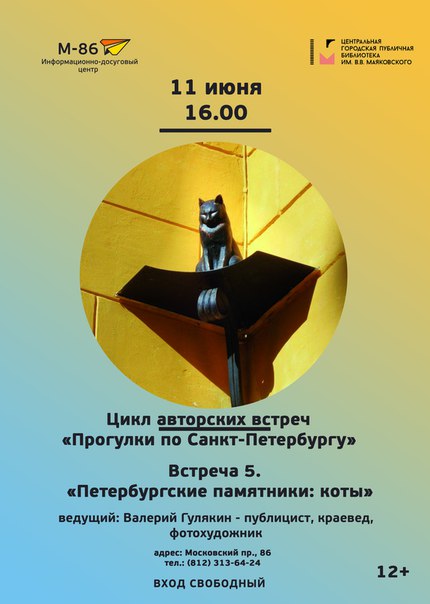 М-86
Информационно-досуговый
центр
ЦЕНТРАЛЬНАЯ
ГОРОДСКАЯ ПУБЛИЧНАЯ
БИБЛИОТЕКА
ИМ. В.В. МАЯКОВСКОГО
11 июня
16.00
Цикл авторских встреч
«Прогулки по Санкт-Петербургу»
Встреча 5.
«Петербургские памятники: коты»
ведущий: Валерий Гулякин - публицист, краевед,
фотохудожник
адрес: Московский пр., 86
тел.: (812) 313-64-24
ВХОД СВОБОДНЫЙ
12+